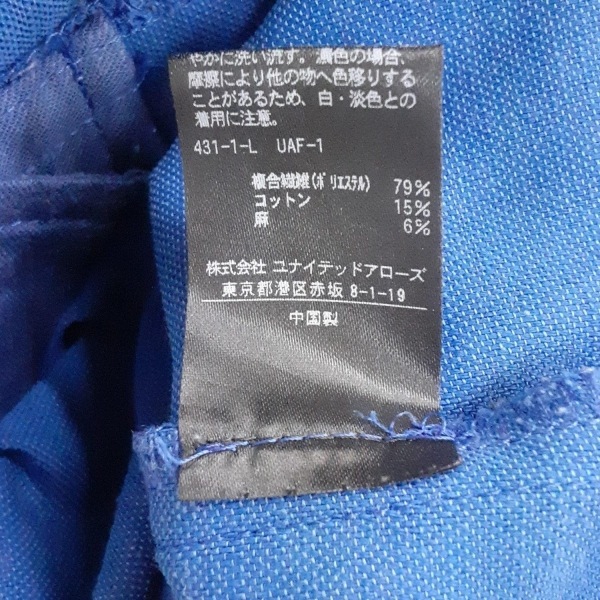 やかに洗い流す。濃色の場合、
摩擦により他の物へ色移りする
ことがあるため、白・淡色との
着用に注意。
431-1-L UAF-1
複合繊維(ポリエステル) 79%
コットン 15%
麻 6%
株式会社 ユナイテッドアローズ
東京都港区赤坂 8-1-19
中国製